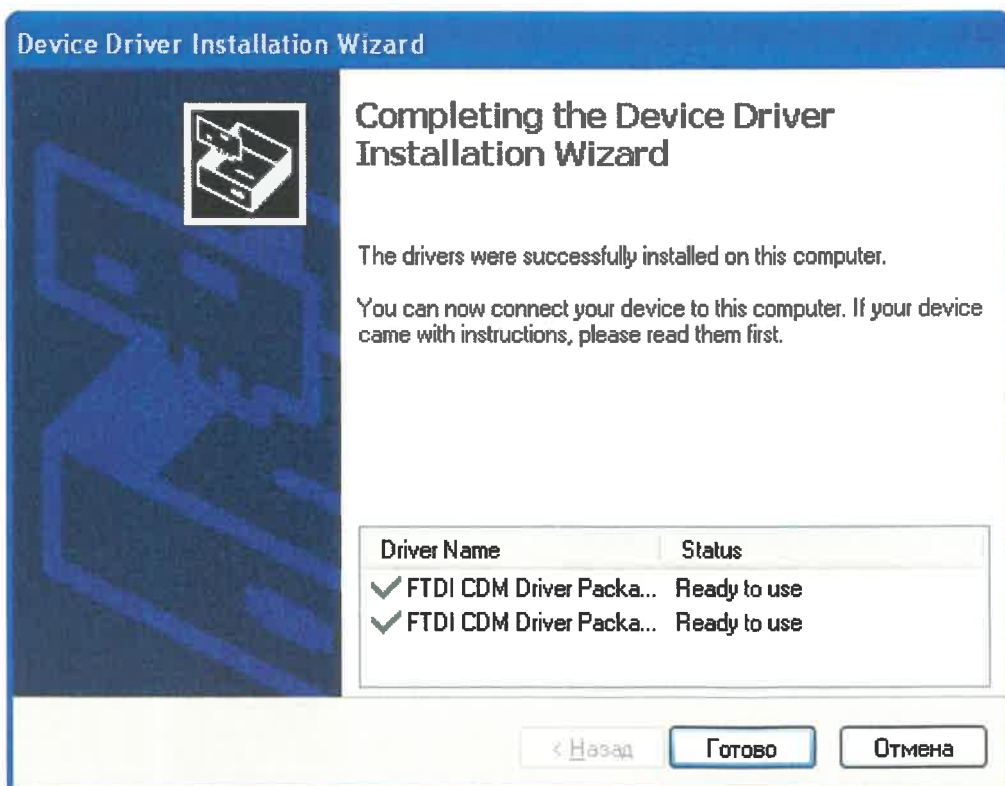 Device Driver Installation Wizard
Completing the Device Driver
Installation Wizard
The drivers were successfully installed on this computer.
You can now connect your device to this computer. If your device
came with instructions, please read them first.
Driver Name Status
FTDI CDM Driver Packa... Ready to use
FTDI CDM Driver Packa... Ready to use
< Назад Готово Отмена